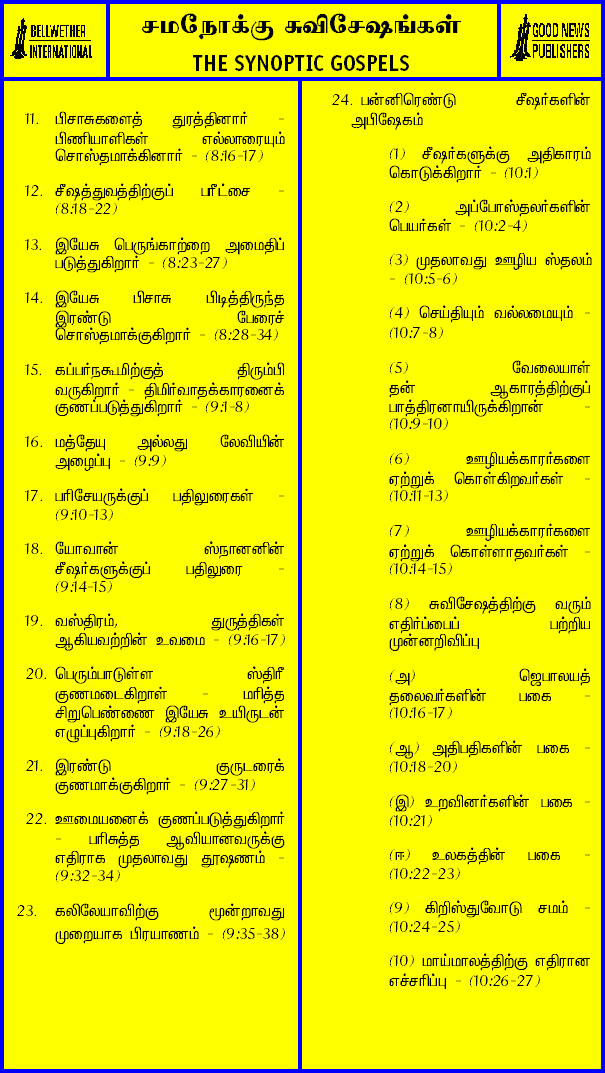 BELLWETHER
INTERNATIONAL
சமநோக்கு சுவிசேஷங்கள்
THE SYNOPTIC GOSPELS
GOOD NEWS
PUBLISHERS
11. பிசாசுகளைத் துரத்தினார் -
பிணியாளிகள் எல்லாரையும்
சொஸ்தமாக்கினார் - (8:16-17)
12. சீஷத்துவத்திற்குப் பரீட்சை -
(8:18-22)
13. இயேசு பெருங்காற்றை அமைதிப்
படுத்துகிறார் - (8:23-27)
14. இயேசு பிசாசு பிடித்திருந்த
இரண்டு பேரைச்
சொஸ்தமாக்குகிறார் - (8:28-34)
15. கப்பர்நகூமிற்குத் திரும்பி
வருகிறார் - திமிர்வாதக்காரனைக்
குணப்படுத்துகிறார் - (9:1-8)
16. மத்தேயு அல்லது லேவியின்
அழைப்பு - (9:9)
17. பரிசேயருக்குப் பதிலுரைகள் -
(9:10-13)
18. யோவான் ஸ்நானனின்
சீஷர்களுக்குப் பதிலுரை -
(9:14-15)
19. வஸ்திரம், துருத்திகள்
ஆகியவற்றின் உவமை - (9:16-17)
20. பெரும்பாடுள்ள ஸ்திரீ
குணமடைகிறாள் - மரித்த
சிறுபெண்ணை இயேசு உயிருடன்
எழுப்புகிறார் - (9:18-26)
21. இரண்டு குருடரைக்
குணமாக்குகிறார் - (9:27-31)
22. ஊமையனைக் குணப்படுத்துகிறார்
- பரிசுத்த ஆவியானவருக்கு
எதிராக முதலாவது தூஷணம் -
(9:32-34)
23. கலிலேயாவிற்கு மூன்றாவது
முறையாக பிரயாணம் - (9:35-38)
24. பன்னிரெண்டு சீஷர்களின்
அபிஷேகம்
(1) சீஷர்களுக்கு அதிகாரம்
கொடுக்கிறார் - (10:1)
(2) அப்போஸ்தலர்களின்
பெயர்கள் - (10:2-4)
(3) முதலாவது ஊழிய ஸ்தலம்
- (10:5-6)
(4) செய்தியும் வல்லமையும் -
(10:7-8)
(5) வேலையாள்
தன் ஆகாரத்திற்குப்
பாத்திரனாயிருக்கிறான் -
(10:9-10)
(6) ஊழியக்காரர்களை
ஏற்றுக் கொள்கிறவர்கள் -
(10:11-13)
(7) ஊழியக்காரர்களை
ஏற்றுக் கொள்ளாதவர்கள் -
(10:14-15)
(8) சுவிசேஷத்திற்கு வரும்
எதிர்ப்பைப் பற்றிய
முன்னறிவிப்பு
(அ) ஜெபாலயத்
தலைவர்களின் பகை -
(10:16-17)
(ஆ) அதிபதிகளின் பகை -
(10:18-20)
(இ) உறவினர்களின் பகை -
(10:21)
(ஈ) உலகத்தின் பகை -
(10:22-23)
(9) கிறிஸ்துவோடு சமம் -
(10:24-25)
(10) மாய்மாலத்திற்கு எதிரான
எச்சரிப்பு - (10:26-27)